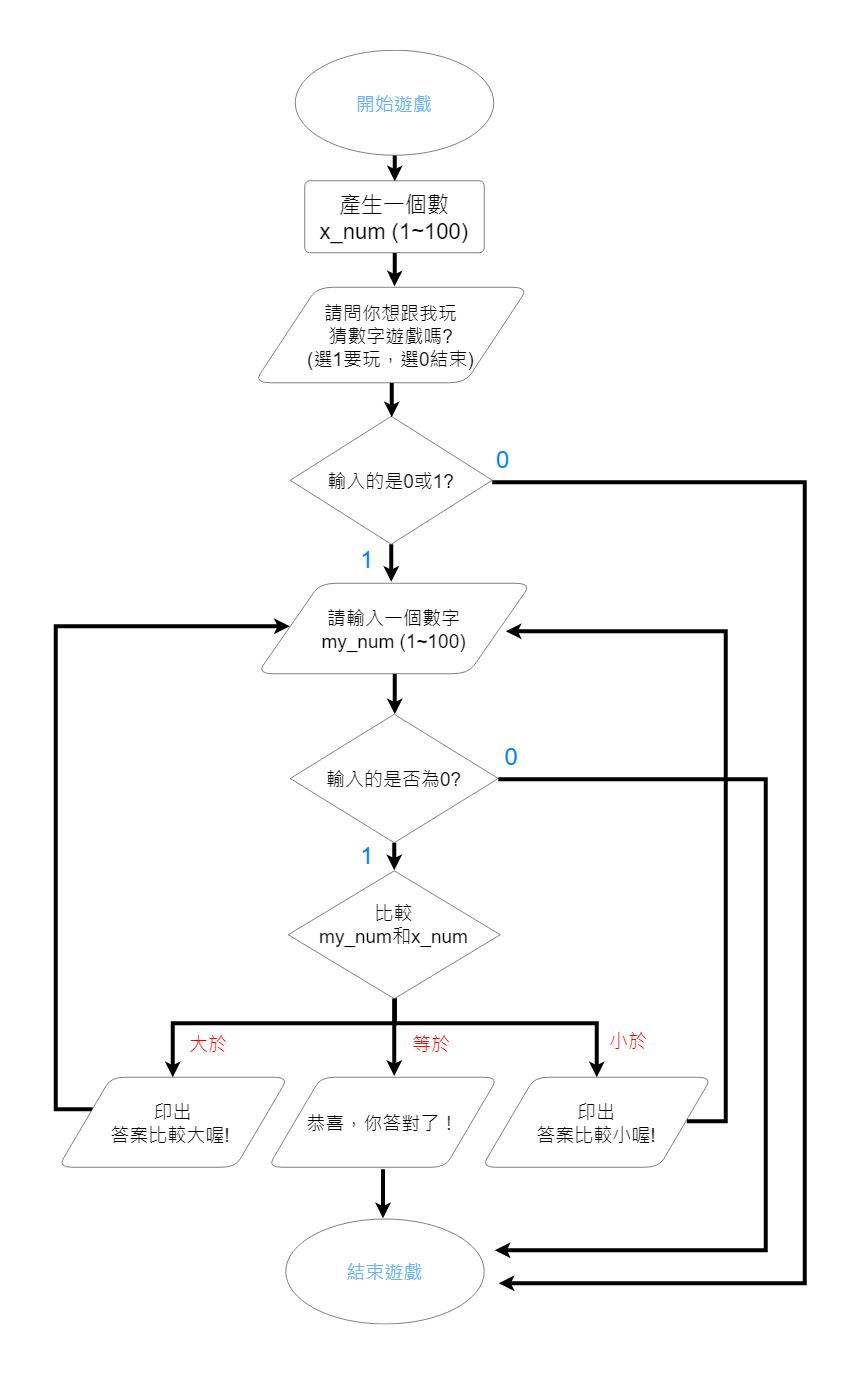 開始遊戲
產生一個數
x_num (1~100)
請問你想跟我玩
猜數字遊戲嗎?
(選1要玩，選0結束)
0
輸入的是0或1?
1
請輸入一個數字
my_num (1~100)
0
輸入的是否為0?
1
比較
my_num和x_num
大於
等於
小於
印出
答案比較大喔!
恭喜，你答對了！
印出
答案比較小喔!
結束遊戲